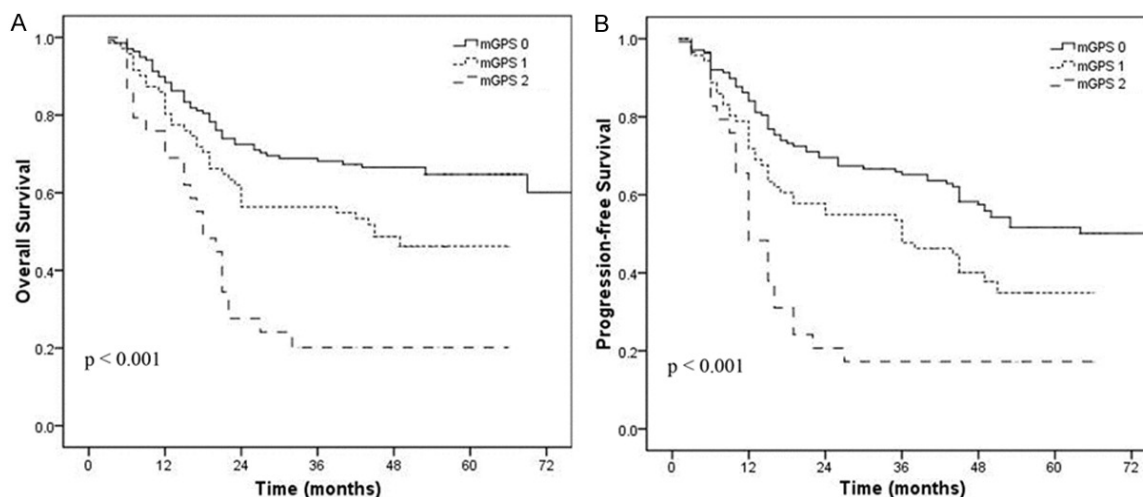 A
Overall Survival
1.0
0.8
0.6
0.4
0.2
0.0
mGPS 0
mGPS 1
mGPS 2
p < 0.001
0 12 24 36 48 60 72
Time (months)
B
Progression-free Survival
1.0
0.8
0.6
0.4
0.2
0.0
mGPS 0
mGPS 1
mGPS 2
p < 0.001
0 12 24 36 48 60 72
Time (months)